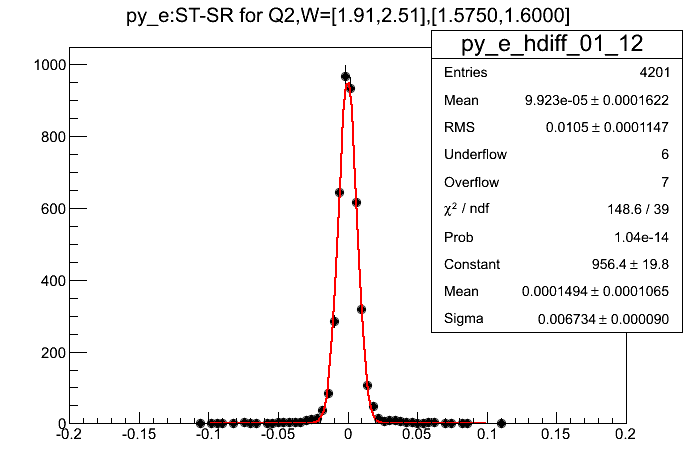 py_e:ST-SR for Q2,W=[1.91,2.51],[1.5750,1.6000]
py_e_hdiff_01_12
Entries 4201
Mean 9.923e-05 ± 0.0001622
RMS 0.0105 ± 0.0001147
Underflow 6
Overflow 7
χ² / ndf 148.6 / 39
Prob 1.04e-14
Constant 956.4 ± 19.8
Mean 0.0001494 ± 0.0001065
Sigma 0.006734 ± 0.000090
1000
800
600
400
200
0
-0.2 -0.15 -0.1 -0.05 0 0.05 0.1 0.15 0.2